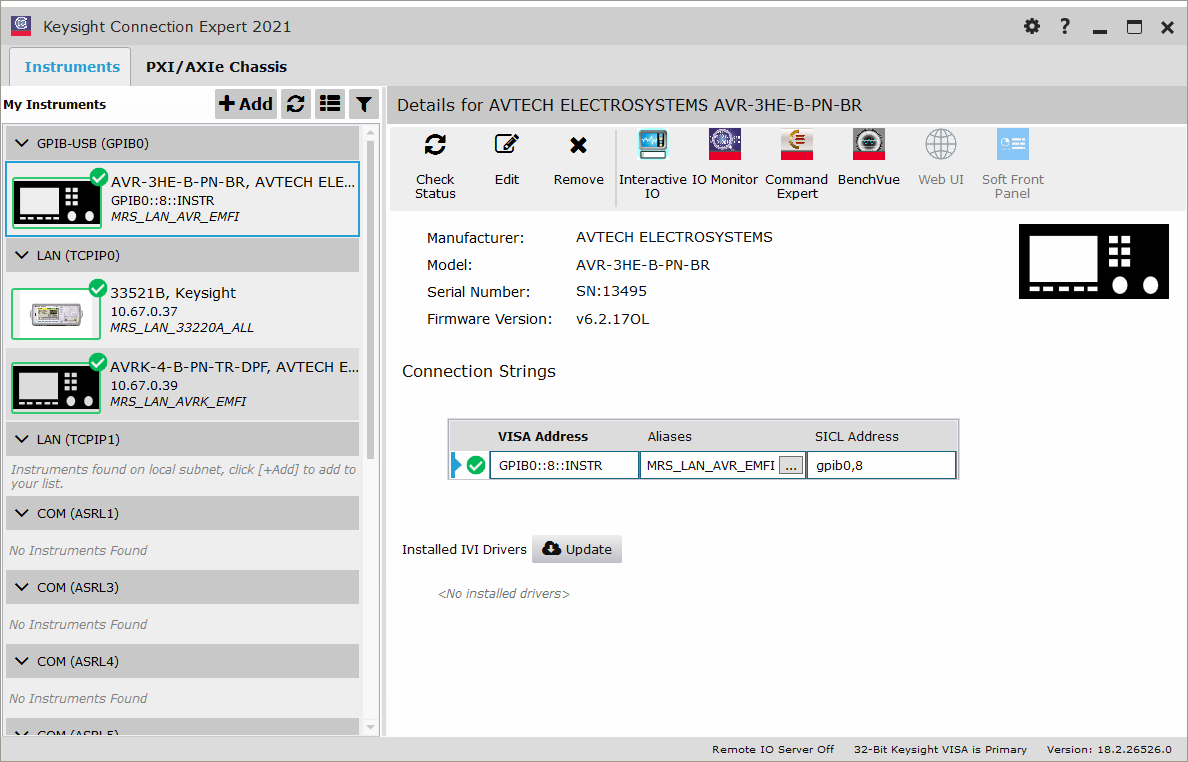 Keysight Connection Expert 2021
Instruments
PXI/AXIe Chassis
My Instruments
Add
Details for AVTECH ELECTROSYSTEMS AVR-3HE-B-PN-BR
GPIB-USB (GPIB0)
AVR-3HE-B-PN-BR, AVTECH ELE...
GPIB0::8::INSTR
MRS_LAN_AVR_EMFI
LAN (TCPIP0)
33521B, Keysight
10.67.0.37
MRS_LAN_33220A_ALL
AVRK-4-B-PN-TR-DPF, AVTECH E...
10.67.0.39
MRS_LAN_AVRK_EMFI
LAN (TCPIP1)
Instruments found on local subnet, click [+Add] to add to
your list.
COM (ASRL1)
No Instruments Found
COM (ASRL3)
No Instruments Found
COM (ASRL4)
No Instruments Found
COM (ASRL5)
Check
Status
Edit
Remove
Interactive
IO
IO Monitor
Command
Expert
BenchVue
Web UI
Soft Front
Panel
Manufacturer: AVTECH ELECTROSYSTEMS
Model: AVR-3HE-B-PN-BR
Serial Number: SN:13495
Firmware Version: v6.2.17OL
Connection Strings
VISA Address Aliases SICL Address
GPIB0::8::INSTR MRS_LAN_AVR_EMFI ... gpib0,8
Installed IVI Drivers Update
<No installed drivers>
Remote IO Server Off 32-Bit Keysight VISA is Primary Version: 18.2.26526.0